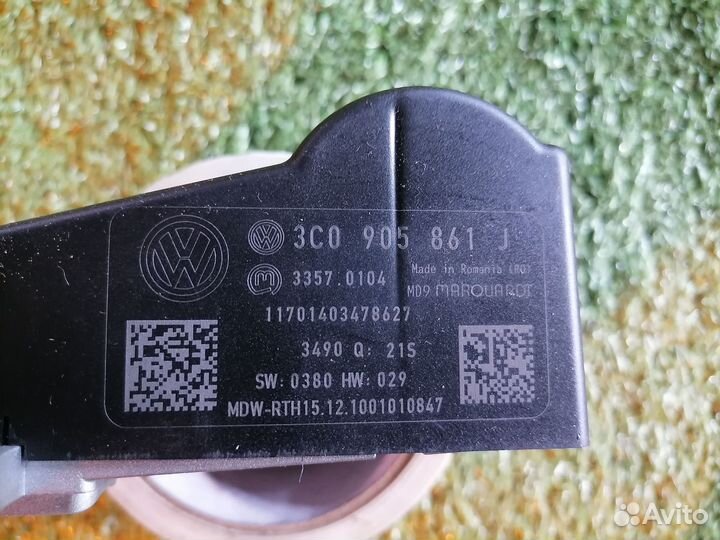 3C0 905 861 J
3357.0104 Made in Romania (RO)
MD9 MARQUARDT
11701403478627
3490 Q: 21S
SW: 0380 HW: 029
MDW-RTH15.12.1001010847
Avito